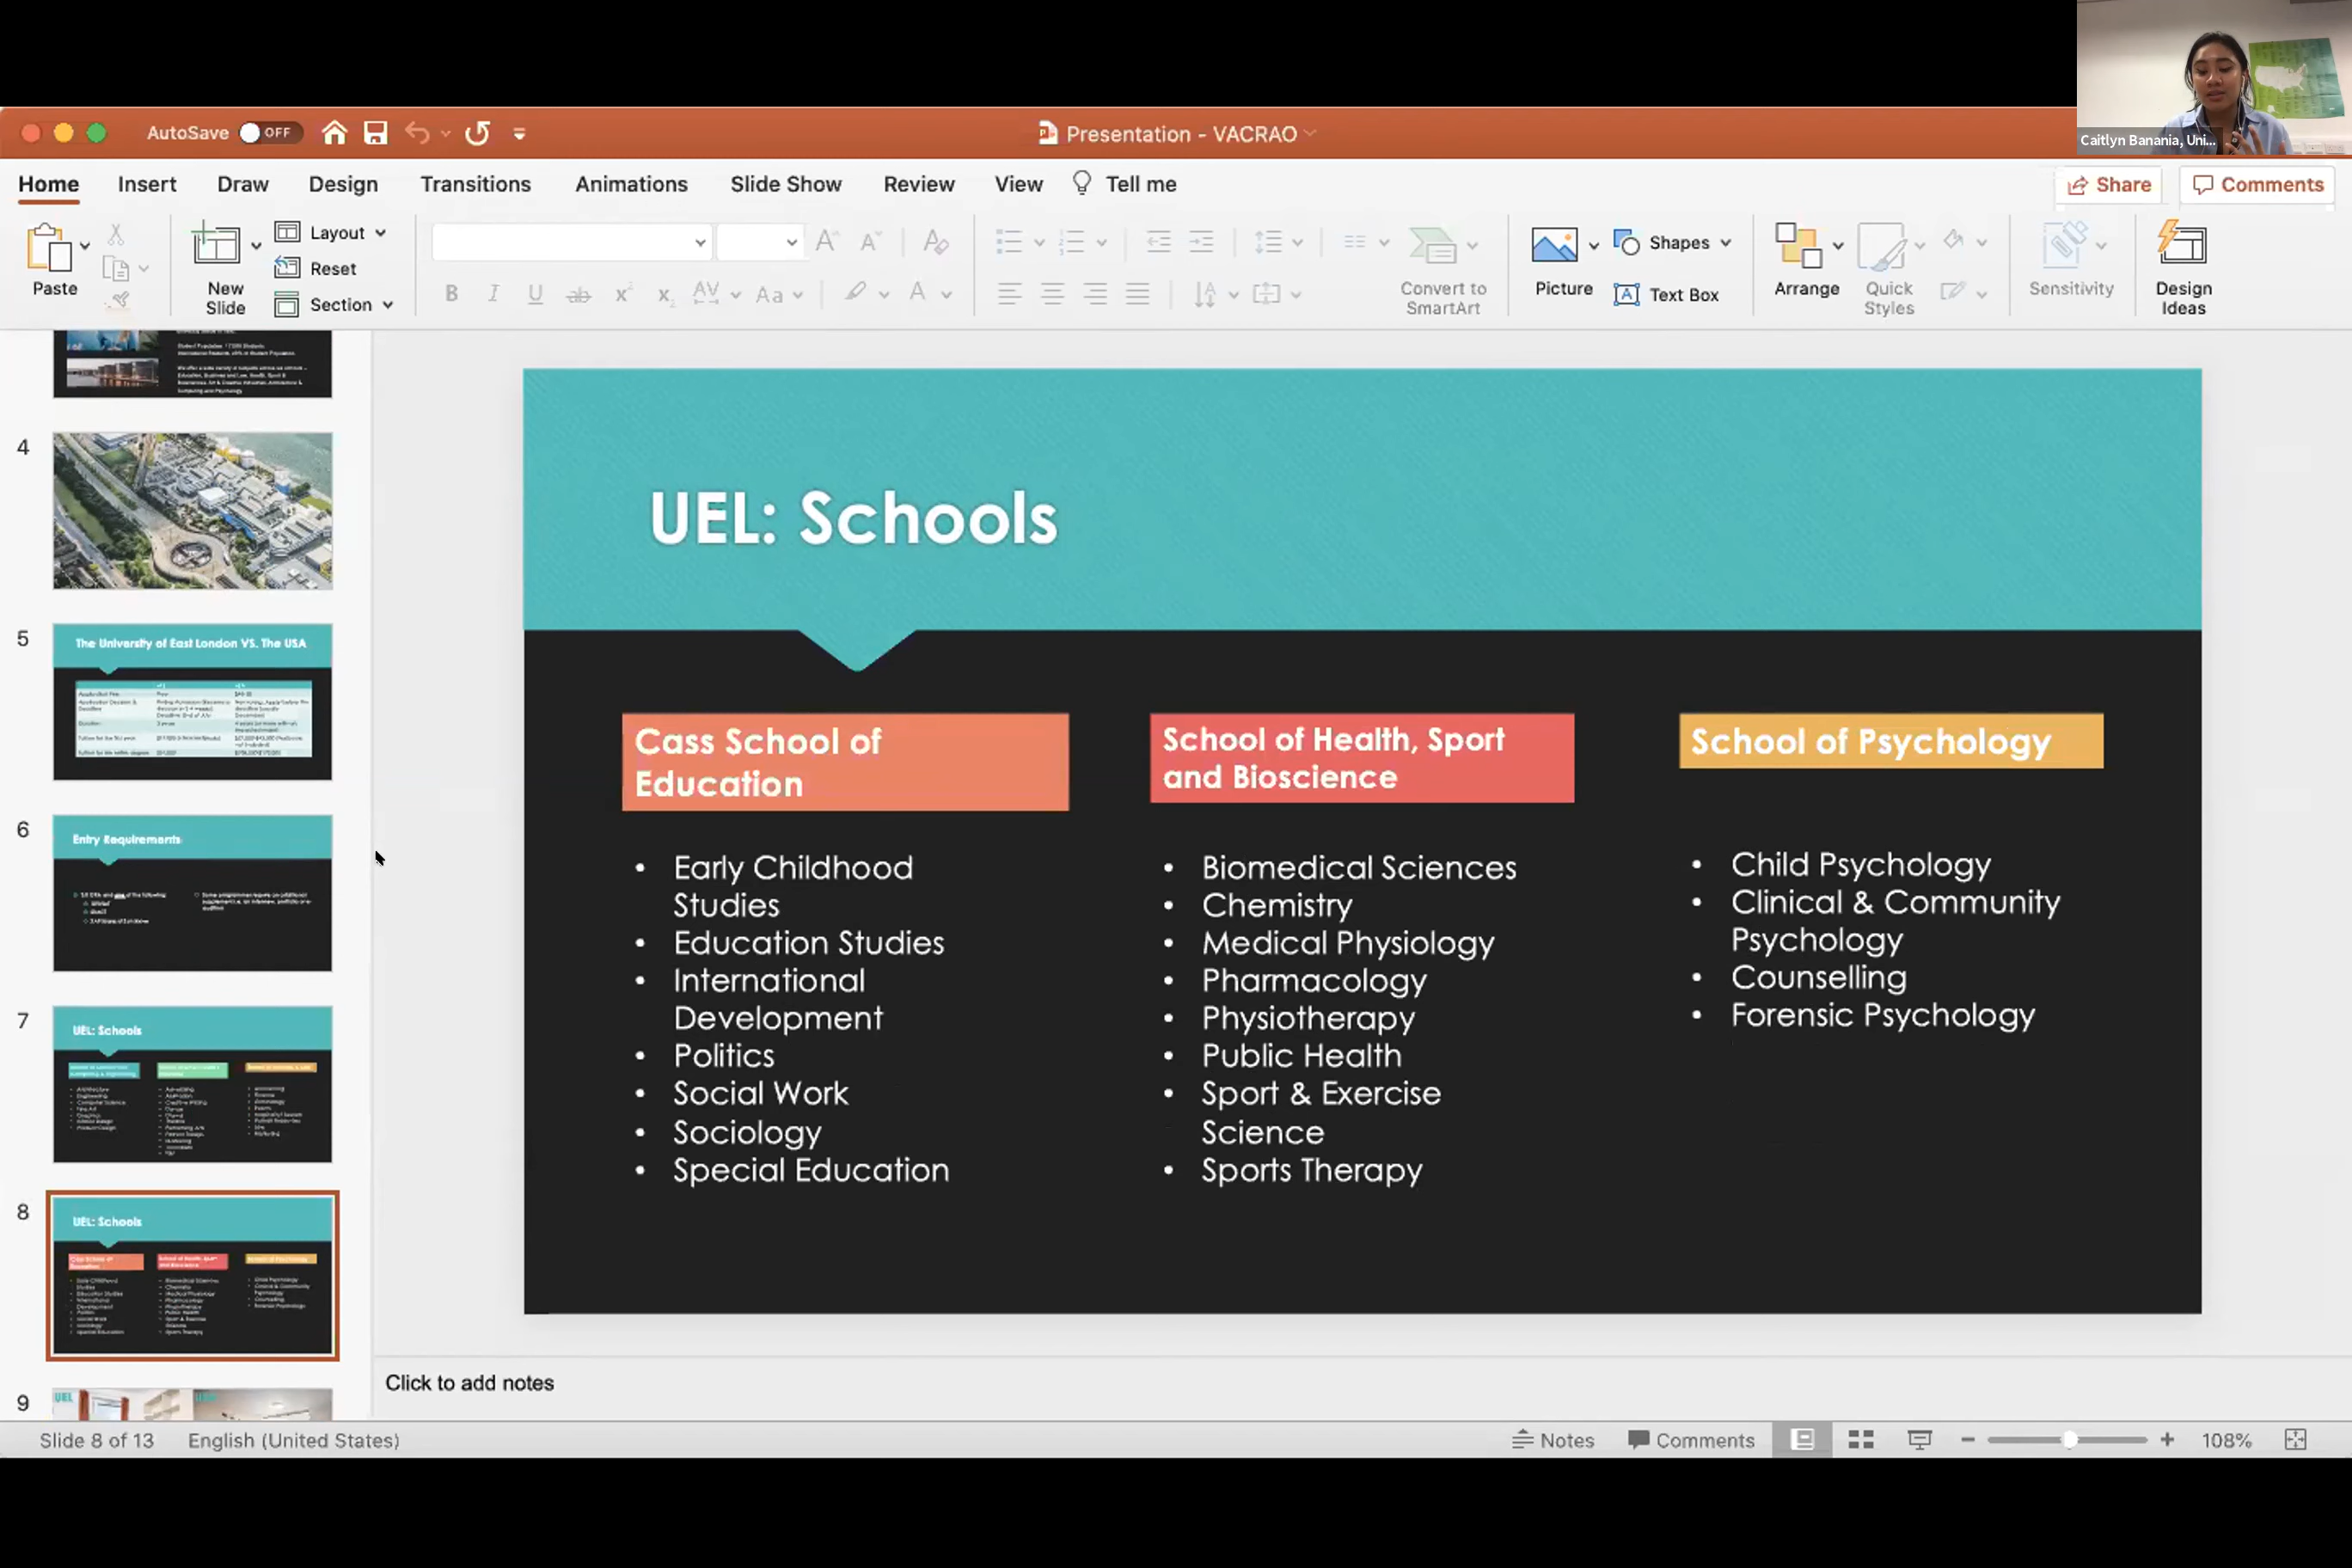 Caitlyn Banania, Uni...
AutoSave OFF
Presentation - VACRAO
Home Insert Draw Design Transitions Animations Slide Show Review View Tell me
Share Comments
Paste
New
Slide
Layout
Reset
Section
B I U ab x² x₂ AV Aa A
Convert to
SmartArt
Picture
Shapes
Text Box
Arrange
Quick
Styles
Sensitivity
Design
Ideas
4
5
The University of East London VS. The USA
6
Entry Requirements
7
UEL: Schools
8
UEL: Schools
9
UEL
UEL: Schools
Cass School of
Education
Early Childhood
Studies
Education Studies
International
Development
Politics
Social Work
Sociology
Special Education
School of Health, Sport
and Bioscience
Biomedical Sciences
Chemistry
Medical Physiology
Pharmacology
Physiotherapy
Public Health
Sport & Exercise
Science
Sports Therapy
School of Psychology
Child Psychology
Clinical & Community
Psychology
Counselling
Forensic Psychology
Click to add notes
Slide 8 of 13 English (United States)
Notes Comments 108%